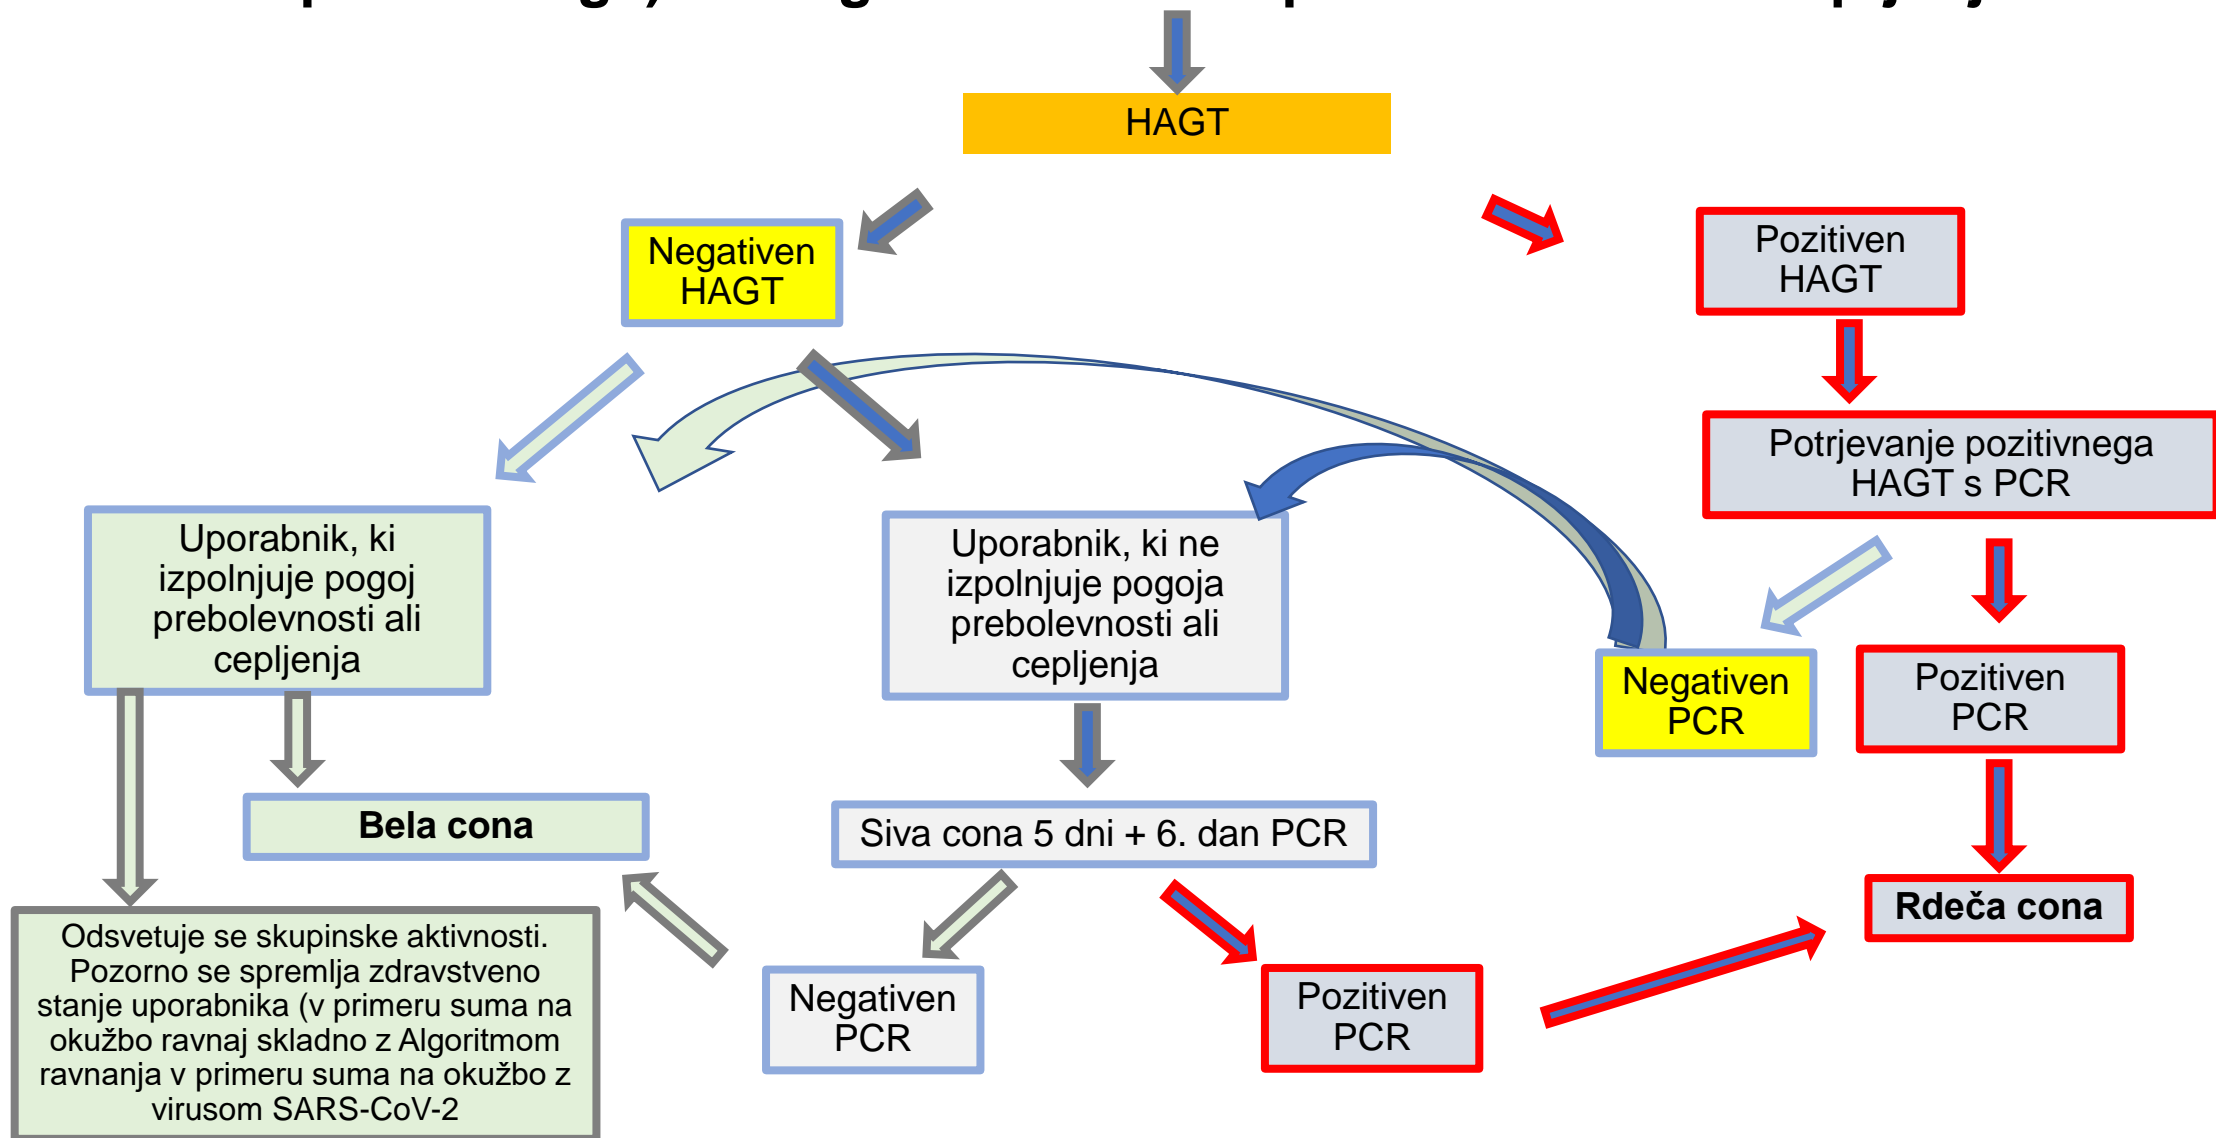 HAGT
Negativen
HAGT
Pozitiven
HAGT
Potrjevanje pozitivnega
HAGT s PCR
Uporabnik, ki
izpolnjuje pogoj
prebolevnosti ali
cepljenja
Uporabnik, ki ne
izpolnjuje pogoja
prebolevnosti ali
cepljenja
Negativen
PCR
Pozitiven
PCR
Bela cona
Siva cona 5 dni + 6. dan PCR
Rdeča cona
Odsvetuje se skupinske aktivnosti.
Pozorno se spremlja zdravstveno
stanje uporabnika (v primeru suma na
okužbo ravnaj skladno z Algoritmom
ravnanja v primeru suma na okužbo z
virusom SARS-CoV-2
Negativen
PCR
Pozitiven
PCR